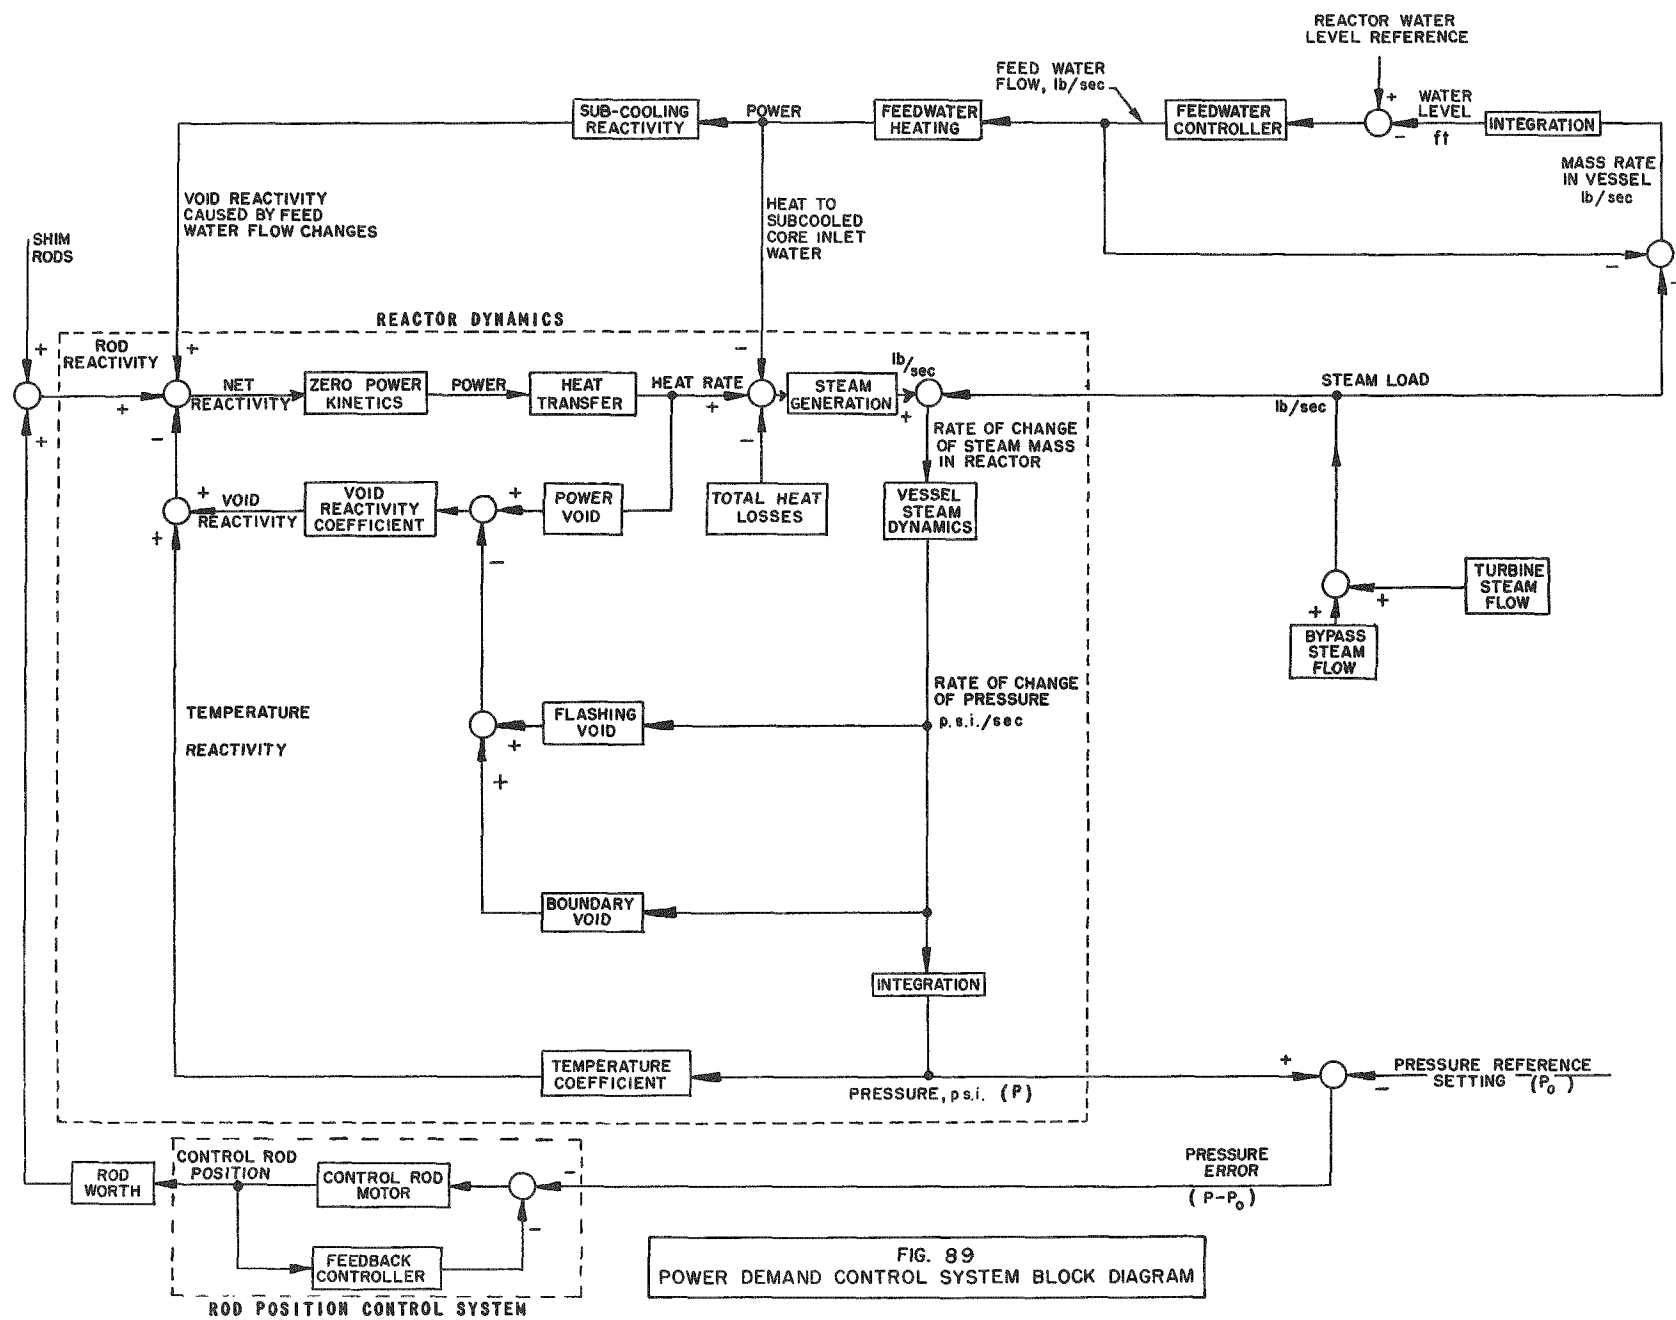 REACTOR WATER
LEVEL REFERENCE
FEED WATER
FLOW, lb/sec
SUB-COOLING
REACTIVITY
POWER
FEEDWATER
HEATING
FEEDWATER
CONTROLLER
+
-
WATER
LEVEL
ft
INTEGRATION
MASS RATE
IN VESSEL
lb/sec
VOID REACTIVITY
CAUSED BY FEED
WATER FLOW CHANGES
HEAT TO
SUBCOOLED
CORE INLET
WATER
SHIM
RODS
-
-
REACTOR DYNAMICS
+
ROD
REACTIVITY
+
+
+
NET
REACTIVITY
ZERO POWER
KINETICS
POWER
HEAT
TRANSFER
HEAT RATE
+
-
-
STEAM
GENERATION
lb/
/sec
+
STEAM LOAD
lb/sec
-
RATE OF CHANGE
OF STEAM MASS
IN REACTOR
+
VOID
REACTIVITY
+
VOID
REACTIVITY
COEFFICIENT
+
-
POWER
VOID
TOTAL HEAT
LOSSES
VESSEL
STEAM
DYNAMICS
TURBINE
STEAM
FLOW
+
+
BYPASS
STEAM
FLOW
TEMPERATURE
REACTIVITY
FLASHING
VOID
+
+
RATE OF CHANGE
OF PRESSURE
p.s.i./sec
BOUNDARY
VOID
INTEGRATION
TEMPERATURE
COEFFICIENT
PRESSURE, p.s.i. (P)
+
-
PRESSURE REFERENCE
SETTING (P₀)
CONTROL ROD
POSITION
ROD
WORTH
CONTROL ROD
MOTOR
-
-
PRESSURE
ERROR
(P-P₀)
FEEDBACK
CONTROLLER
ROD POSITION CONTROL SYSTEM
FIG. 89
POWER DEMAND CONTROL SYSTEM BLOCK DIAGRAM